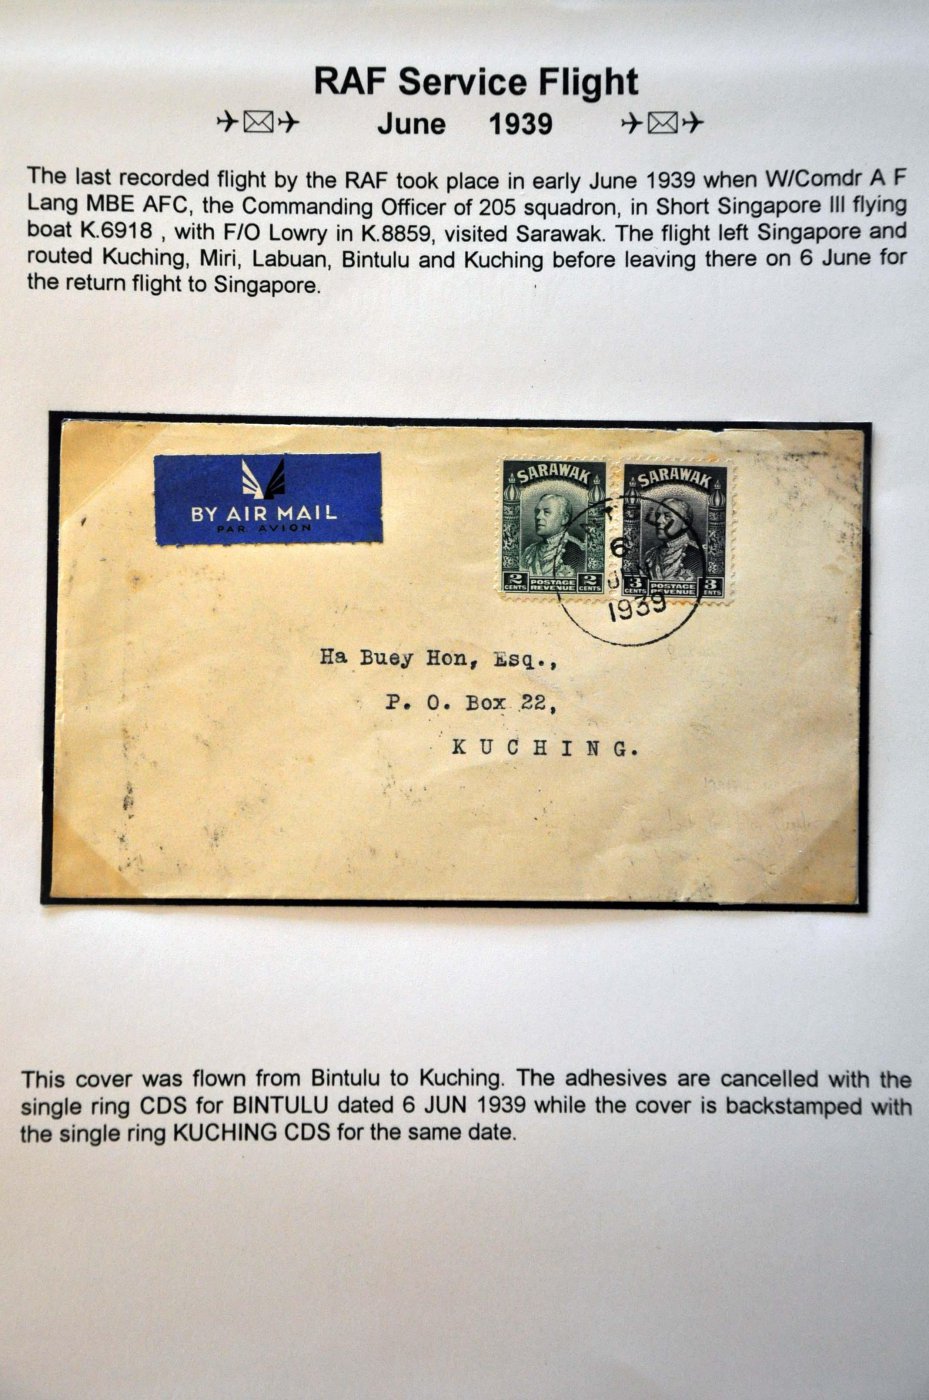 RAF Service Flight
June 1939
The last recorded flight by the RAF took place in early June 1939 when W/Comdr A F
Lang MBE AFC, the Commanding Officer of 205 squadron, in Short Singapore III flying
boat K.6918 , with F/O Lowry in K.8859, visited Sarawak. The flight left Singapore and
routed Kuching, Miri, Labuan, Bintulu and Kuching before leaving there on 6 June for
the return flight to Singapore.
BY AIR MAIL
PAR AVION
SARAWAK
2 CENTS POSTAGE REVENUE 2 CENTS
SARAWAK
3 CENTS POSTAGE REVENUE 3 CENTS
6
1939
Ha Buey Hon, Esq.,
P. O. Box 22,
KUCHING.
This cover was flown from Bintulu to Kuching. The adhesives are cancelled with the
single ring CDS for BINTULU dated 6 JUN 1939 while the cover is backstamped with
the single ring KUCHING CDS for the same date.